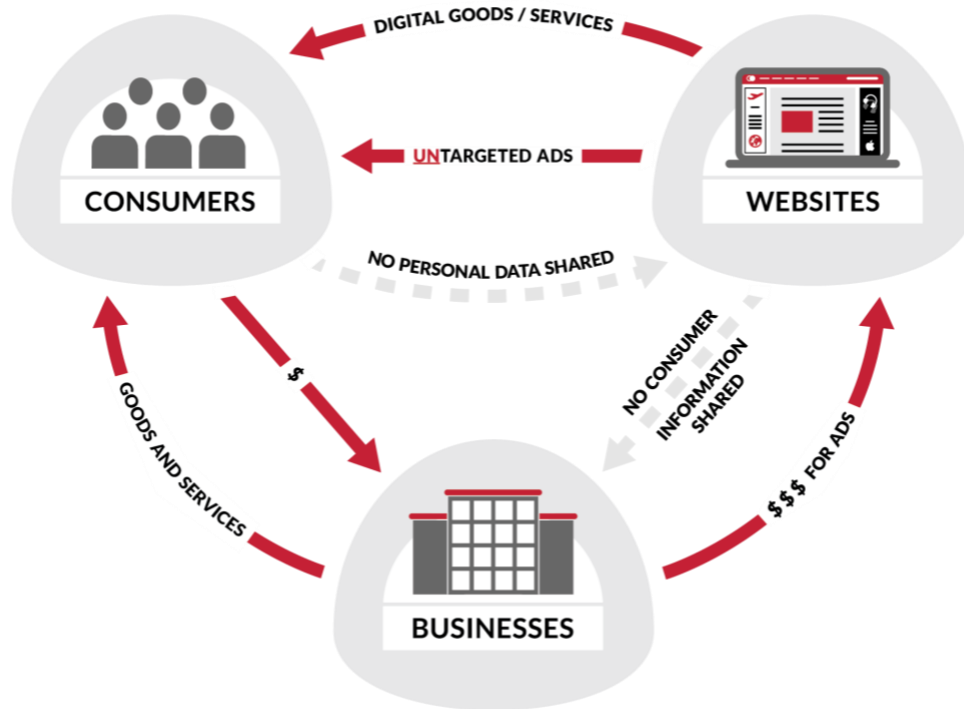 DIGITAL GOODS / SERVICES
CONSUMERS
UNTARGETED ADS
WEBSITES
NO PERSONAL DATA SHARED
$
NO CONSUMER
INFORMATION
SHARED
GOODS AND SERVICES
$$$ FOR ADS
BUSINESSES